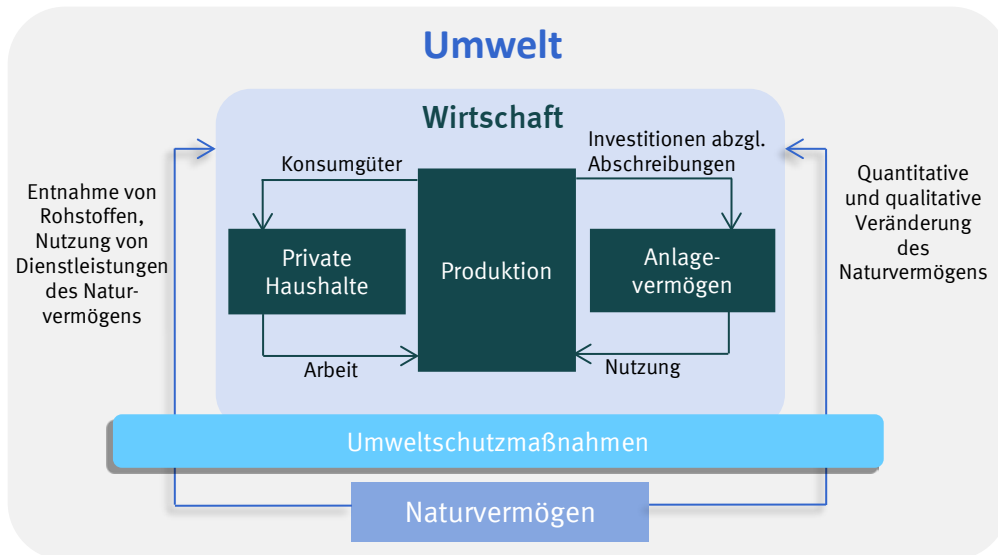 Umwelt
Wirtschaft
Entnahme von
Rohstoffen,
Nutzung von
Dienstleistungen
des Natur-
vermögens
Konsumgüter
Private
Haushalte
Arbeit
Produktion
Investitionen abzgl.
Abschreibungen
Anlage-
vermögen
Nutzung
Quantitative
und qualitative
Veränderung
des
Naturvermögens
Umweltschutzmaßnahmen
Naturvermögen